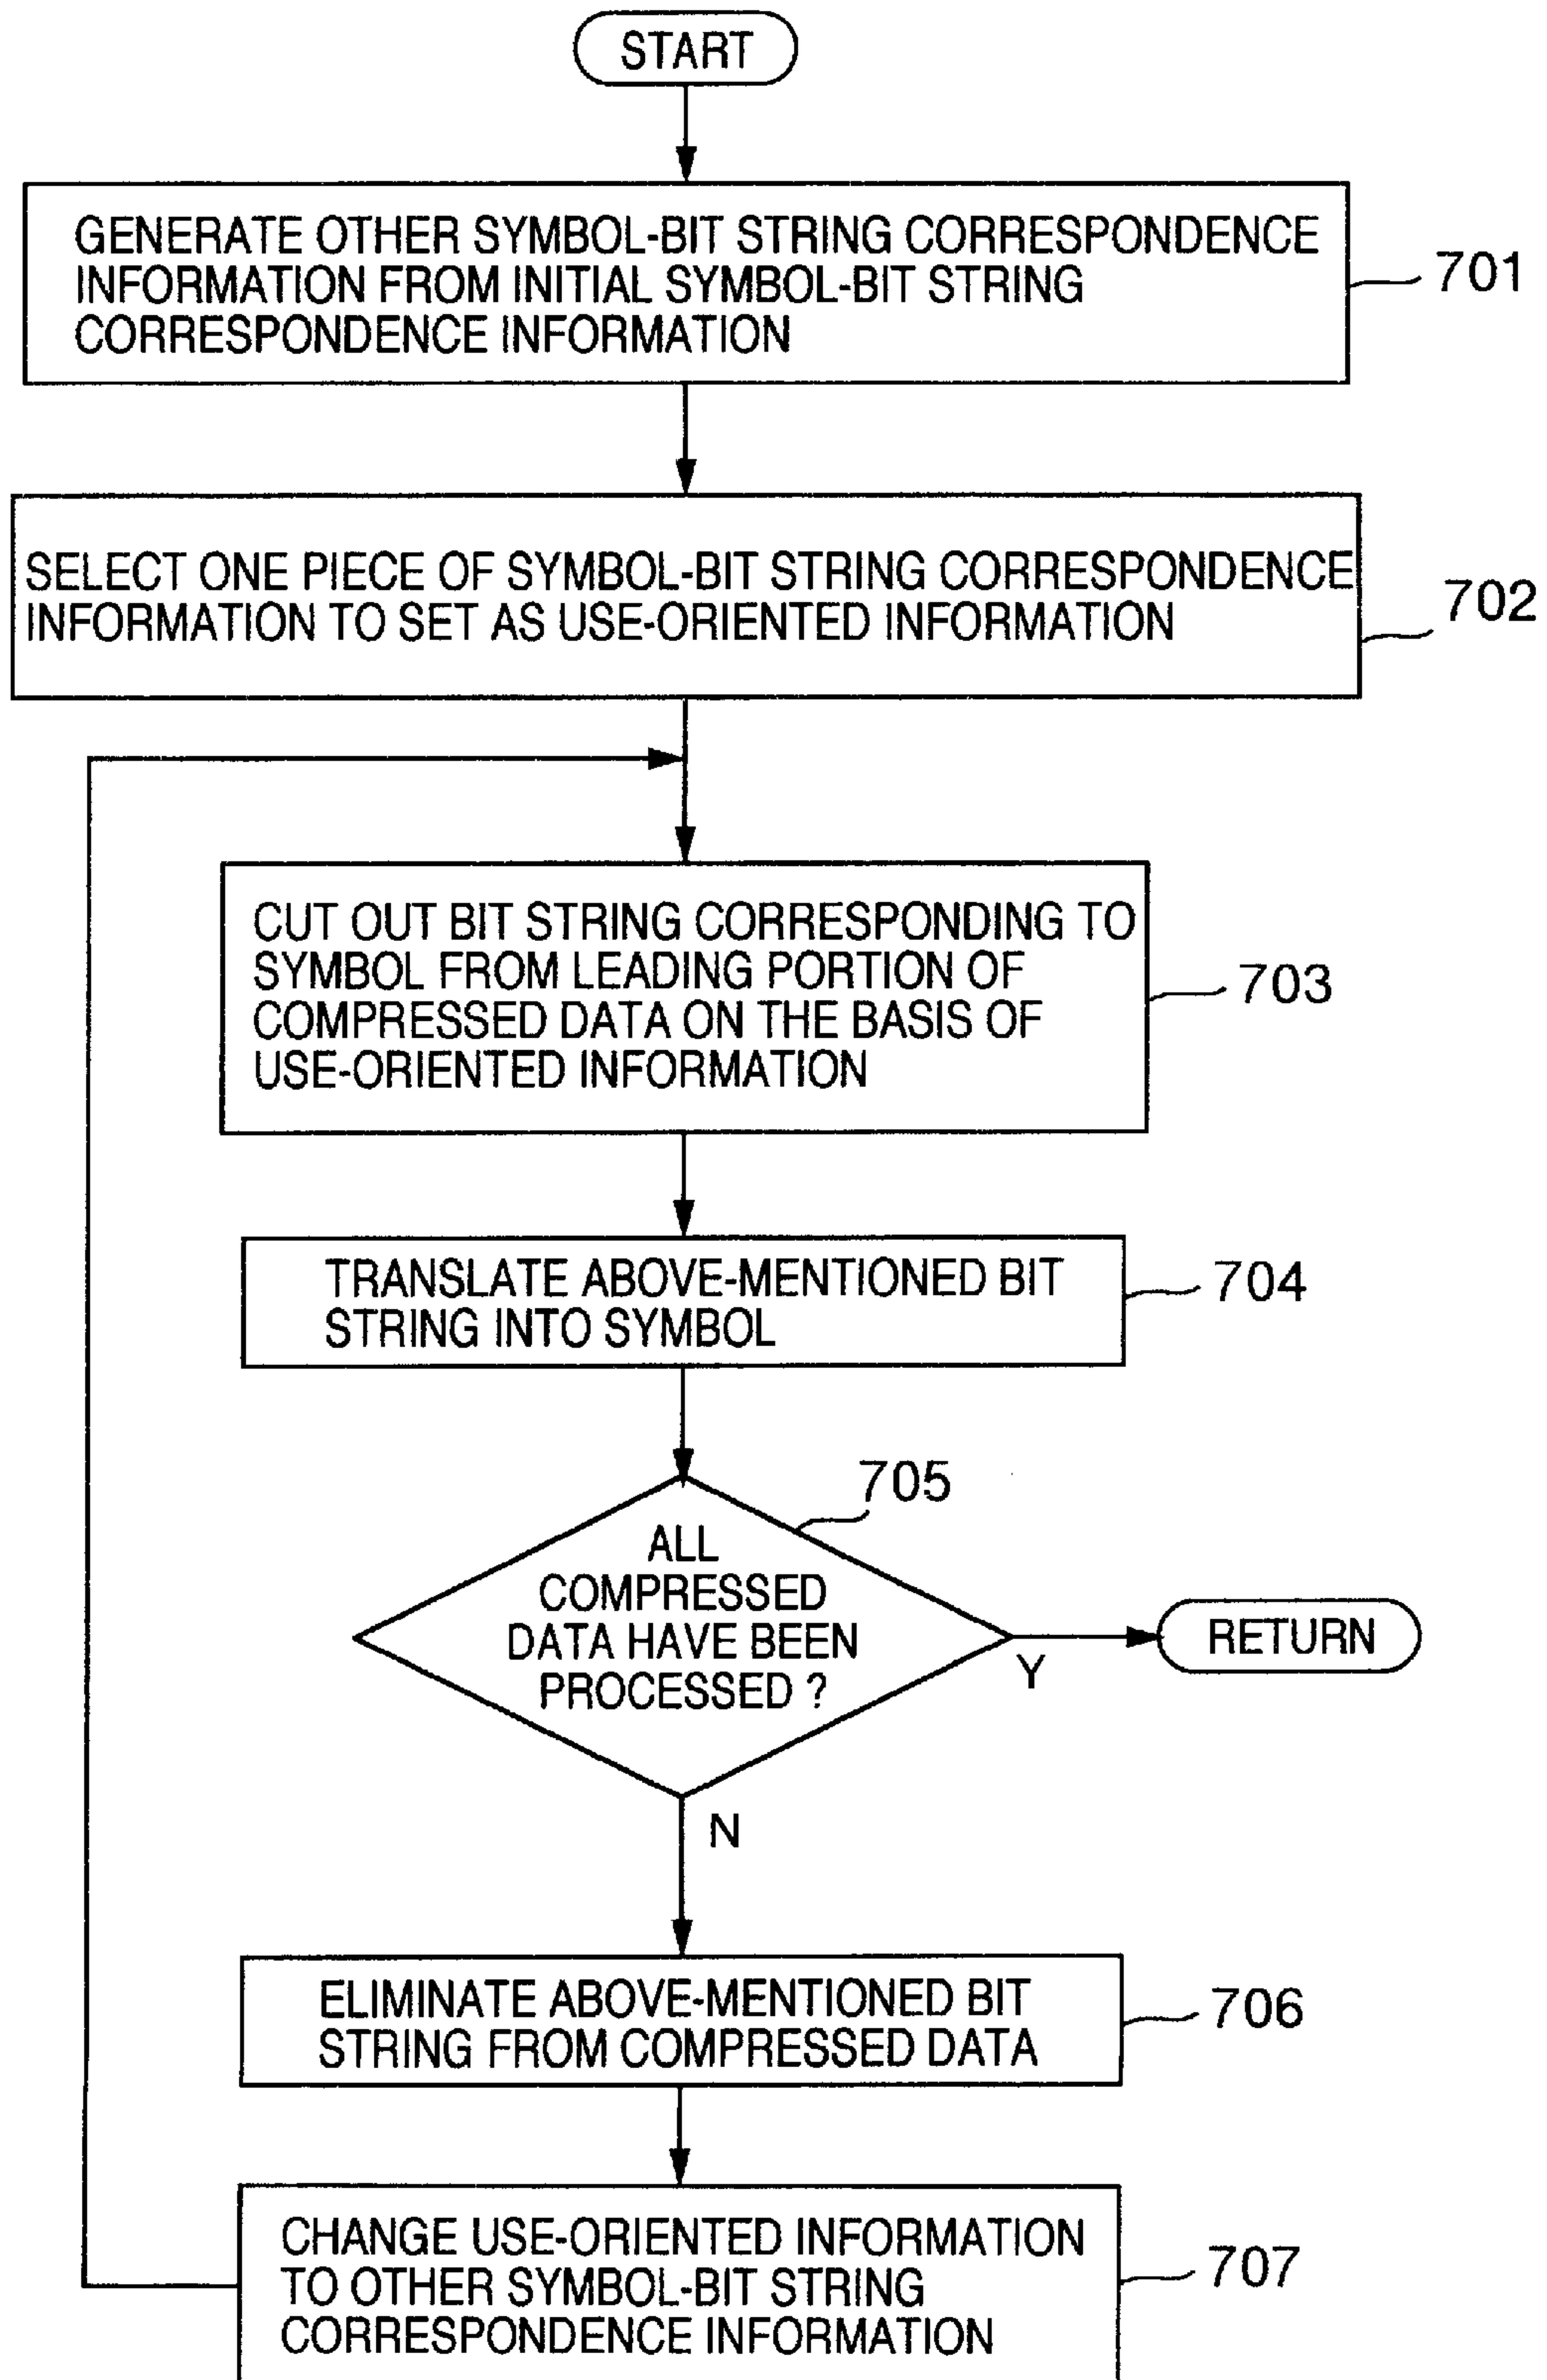 START
GENERATE OTHER SYMBOL-BIT STRING CORRESPONDENCE
INFORMATION FROM INITIAL SYMBOL-BIT STRING
CORRESPONDENCE INFORMATION
701
SELECT ONE PIECE OF SYMBOL-BIT STRING CORRESPONDENCE
INFORMATION TO SET AS USE-ORIENTED INFORMATION
702
CUT OUT BIT STRING CORRESPONDING TO
SYMBOL FROM LEADING PORTION OF
COMPRESSED DATA ON THE BASIS OF
USE-ORIENTED INFORMATION
703
TRANSLATE ABOVE-MENTIONED BIT
STRING INTO SYMBOL
704
705
ALL
COMPRESSED
DATA HAVE BEEN
PROCESSED ?
Y
RETURN
N
ELIMINATE ABOVE-MENTIONED BIT
STRING FROM COMPRESSED DATA
706
CHANGE USE-ORIENTED INFORMATION
TO OTHER SYMBOL-BIT STRING
CORRESPONDENCE INFORMATION
707